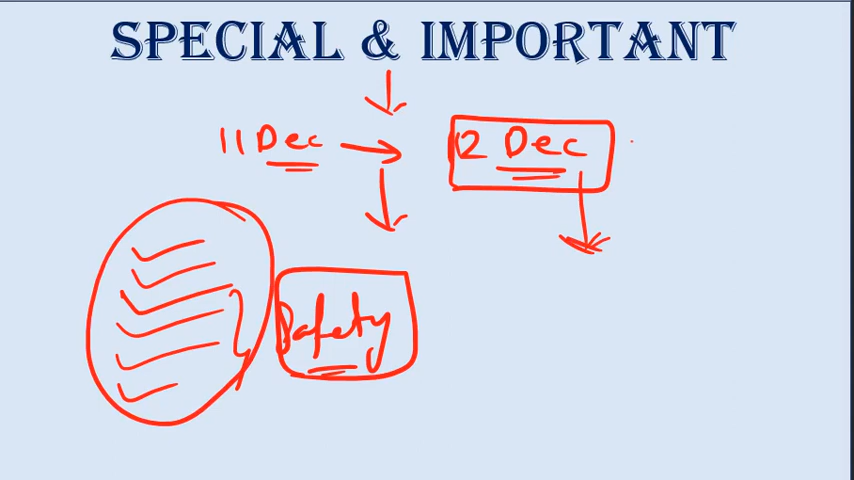 SPECIAL & IMPORTANT
11 Dec → 12 Dec
Safety